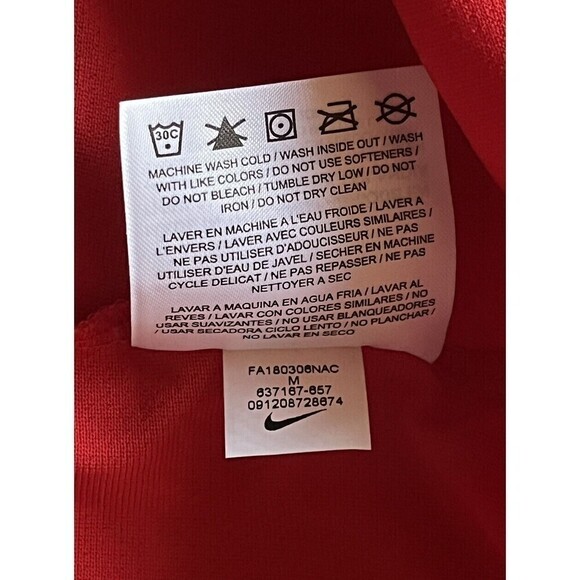 30C
MACHINE WASH COLD / WASH INSIDE OUT / WASH
WITH LIKE COLORS / DO NOT USE SOFTENERS /
DO NOT BLEACH / TUMBLE DRY LOW / DO NOT
IRON / DO NOT DRY CLEAN
LAVER EN MACHINE A L'EAU FROIDE / LAVER A
L'ENVERS / LAVER AVEC COULEURS SIMILAIRES /
NE PAS UTILISER D'ADOUCISSEUR / NE PAS
UTILISER D'EAU DE JAVEL / SECHER EN MACHINE
CYCLE DELICAT / NE PAS REPASSER / NE PAS
NETTOYER A SEC
LAVAR A MAQUINA EN AGUA FRIA / LAVAR AL
REVES / LAVAR CON COLORES SIMILARES / NO
USAR SUAVIZANTES / NO USAR BLANQUEADORES
/ USAR SECADORA CICLO LENTO / NO PLANCHAR /
NO LAVAR EN SECO
FA180306NAC
M
637167-657
091208728674